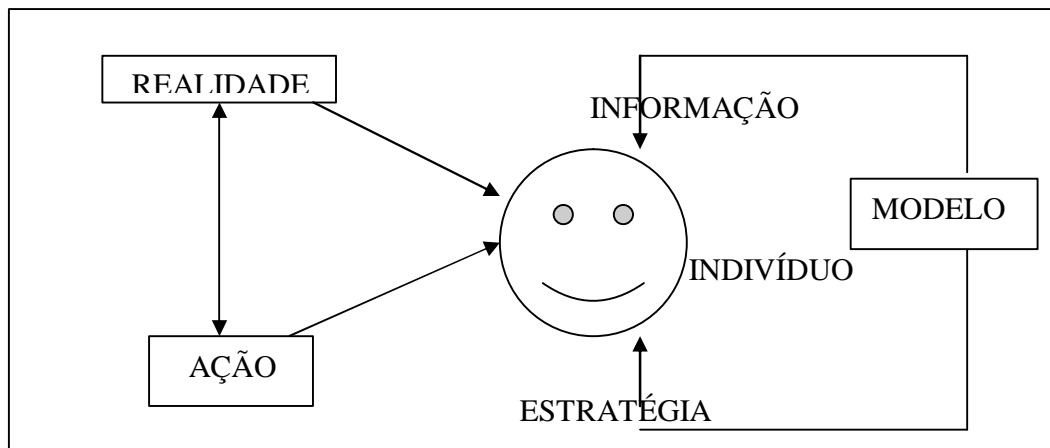 REALIDADE
INFORMAÇÃO
MODELO
INDIVÍDUO
AÇÃO
ESTRATÉGIA